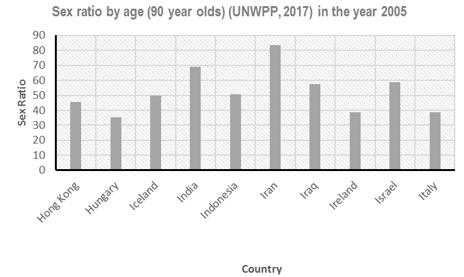 Sex ratio by age (90 year olds) (UNWPP, 2017) in the year 2005
90
80
70
60
50
40
30
20
10
0
Sex Ratio
Hong Kong
Hungary
Iceland
India
Indonesia
Iran
Iraq
Ireland
Israel
Italy
Country